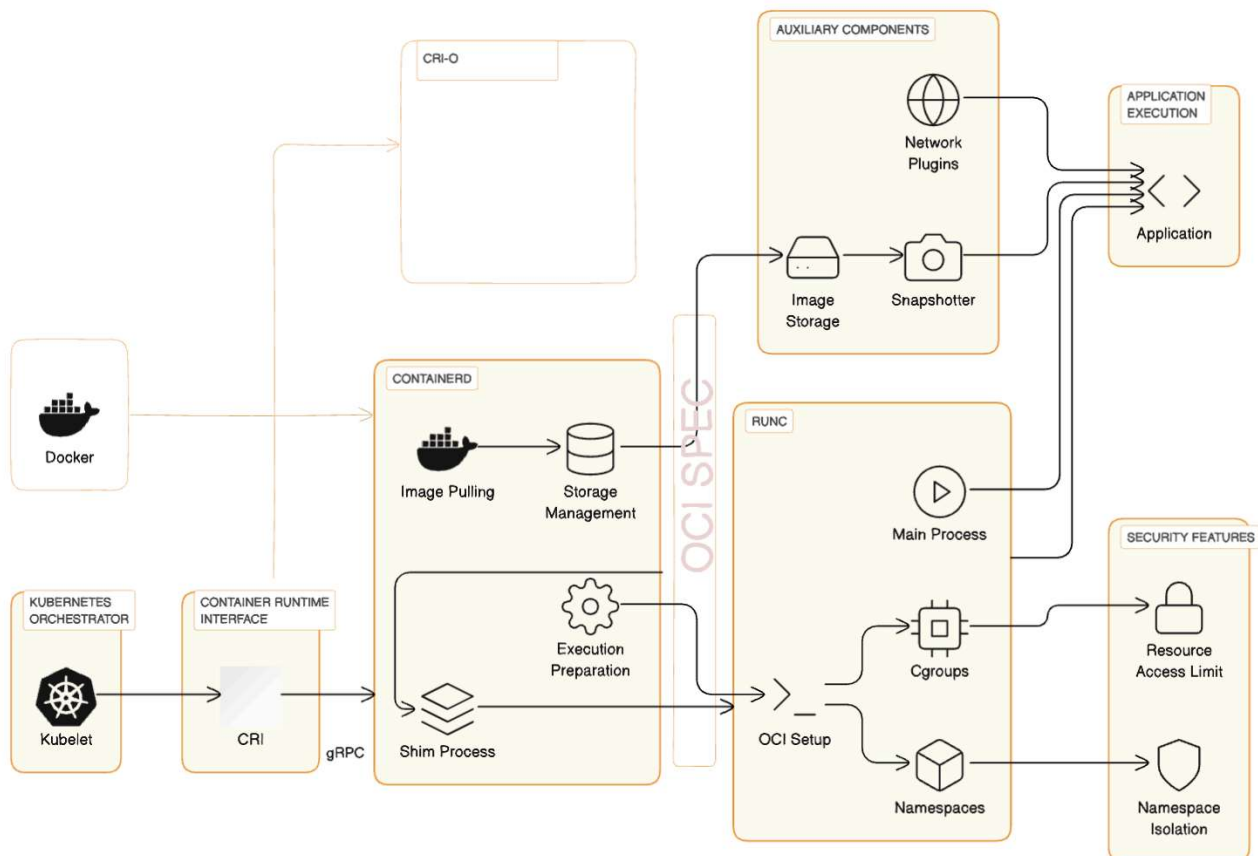 CRI-O
AUXILIARY COMPONENTS
Network
Plugins
Image
Storage
Snapshotter
APPLICATION
EXECUTION
Application
Docker
CONTAINERD
Image Pulling
Storage
Management
Execution
Preparation
Shim Process
OCI SPEC
RUNC
Main Process
Cgroups
OCI Setup
Namespaces
SECURITY FEATURES
Resource
Access Limit
Namespace
Isolation
KUBERNETES
ORCHESTRATOR
Kubelet
CONTAINER RUNTIME
INTERFACE
CRI
gRPC